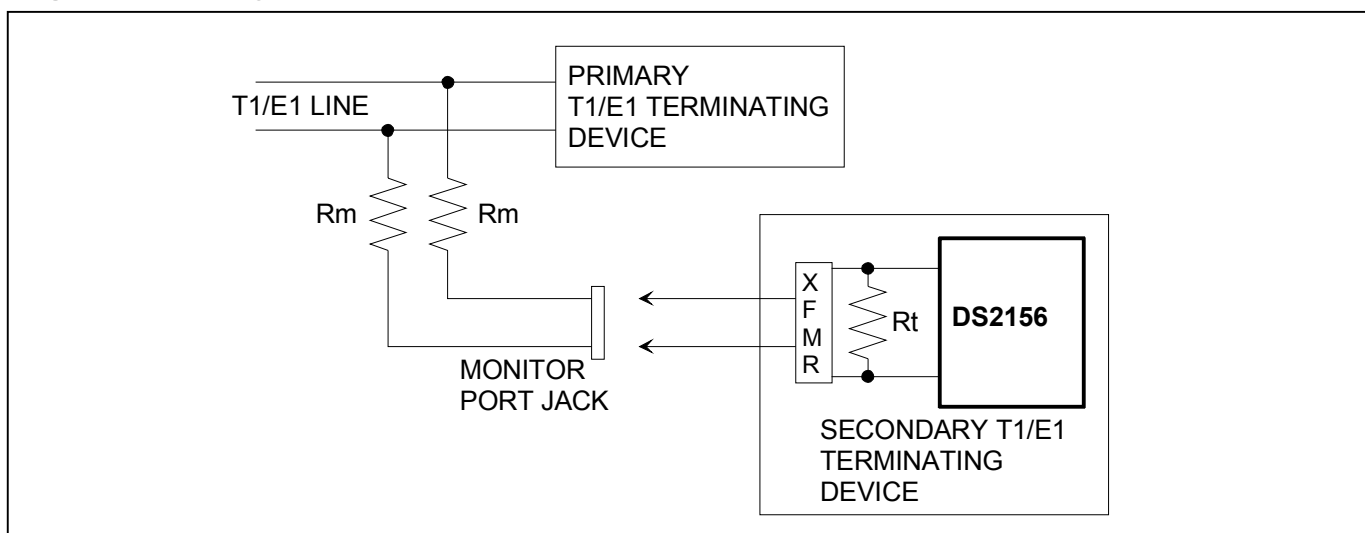 PRIMARY
T1/E1 TERMINATING
DEVICE
T1/E1 LINE
Rm
Rm
X
F
M
R
Rt
DS2156
MONITOR
PORT JACK
SECONDARY T1/E1
TERMINATING
DEVICE